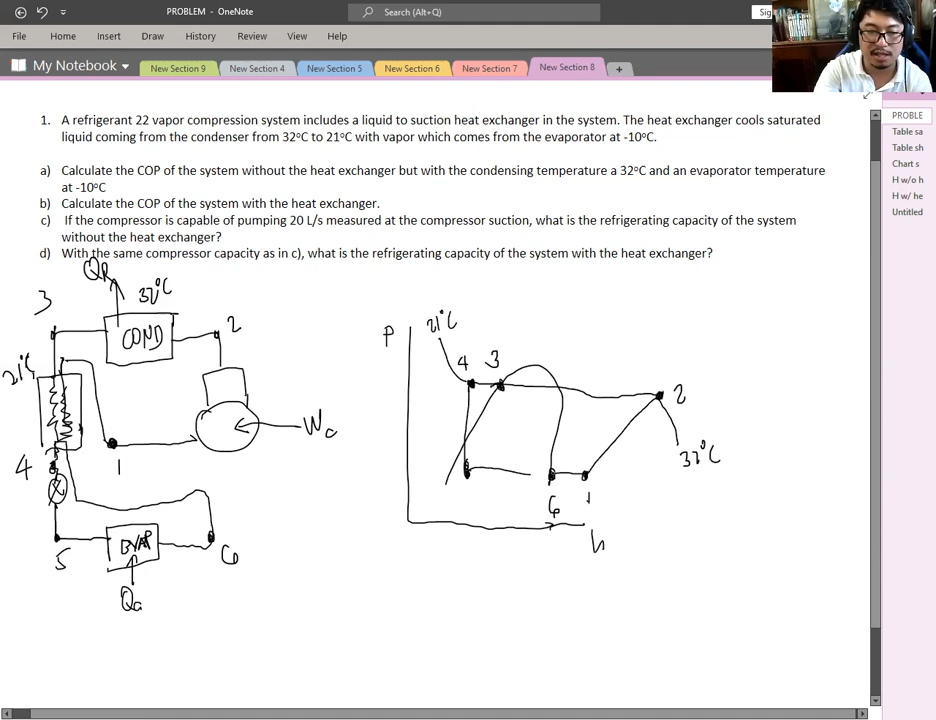 PROBLEM - OneNote
Search (Alt+Q)
File Home Insert Draw History Review View Help
My Notebook
New Section 9 New Section 4 New Section 5 New Section 6 New Section 7 New Section 8 +
1. A refrigerant 22 vapor compression system includes a liquid to suction heat exchanger in the system. The heat exchanger cools saturated
liquid coming from the condenser from 32°C to 21°C with vapor which comes from the evaporator at -10°C.
a) Calculate the COP of the system without the heat exchanger but with the condensing temperature a 32°C and an evaporator temperature
at -10°C
b) Calculate the COP of the system with the heat exchanger.
c) If the compressor is capable of pumping 20 L/s measured at the compressor suction, what is the refrigerating capacity of the system
without the heat exchanger?
d) With the same compressor capacity as in c), what is the refrigerating capacity of the system with the heat exchanger?
QR
32°C
3
COND
2
21°C
Wc
1
4
5
EVAP
6
Qa
P
21°C
4 3
2
32°C
6 1
h
PROBLE
Table sa
Table sh
Chart s
H w/o h
H w/ he
Untitled